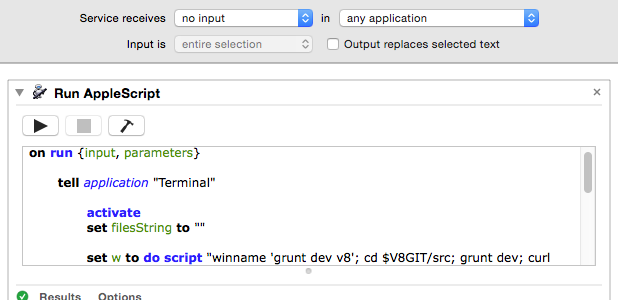 Service receives no input in any application
Input is entire selection Output replaces selected text
Run AppleScript
on run {input, parameters}
tell application "Terminal"
activate
set filesString to ""
set w to do script "winname 'grunt dev v8'; cd $V8GIT/src; grunt dev; curl
Results Options